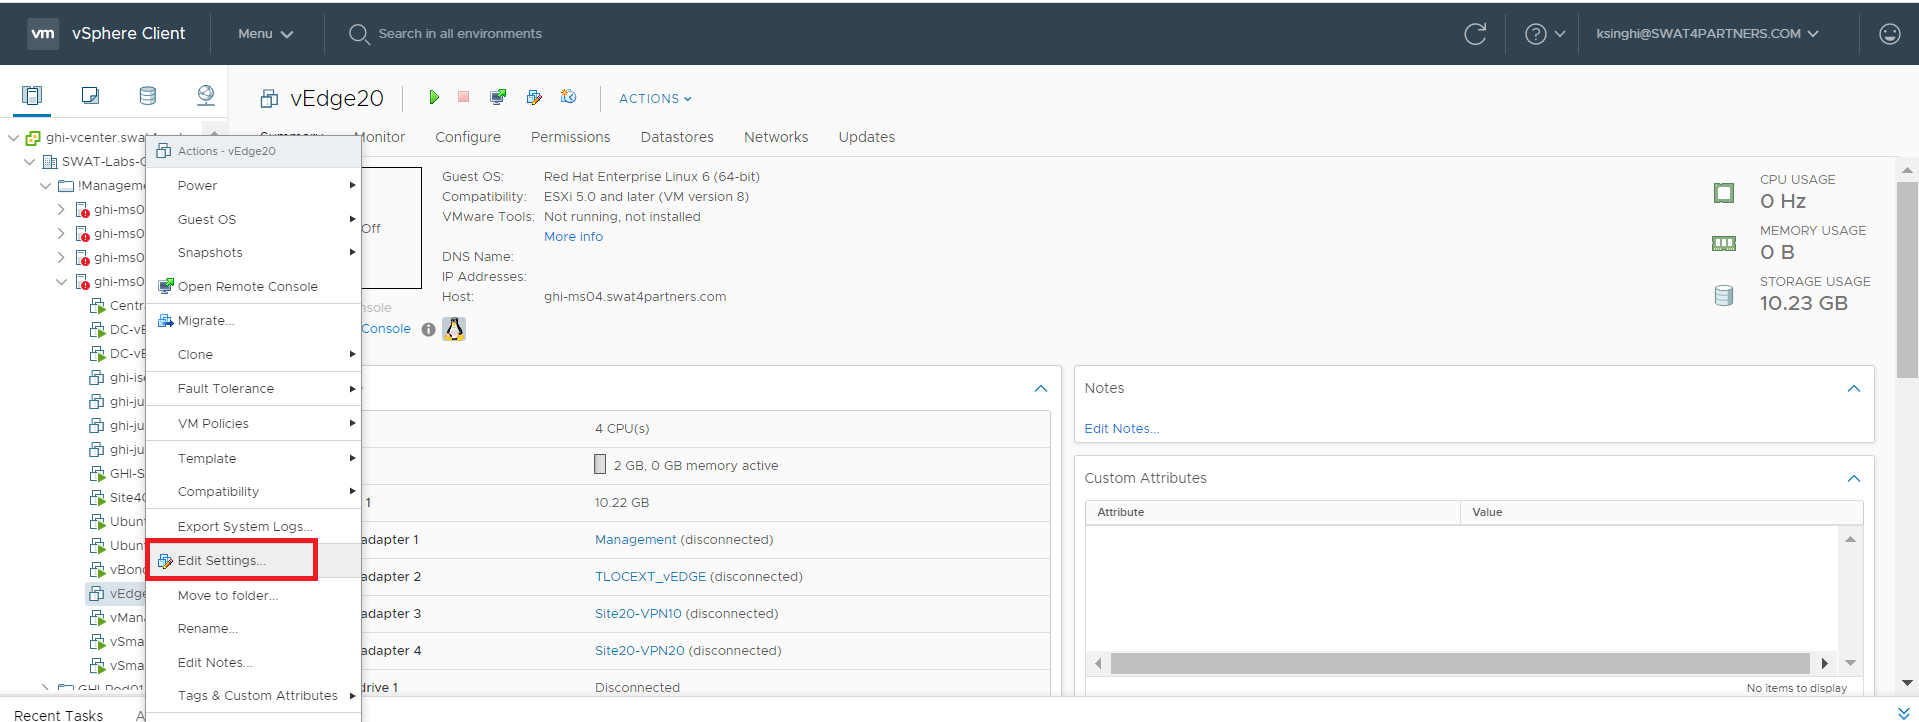 vm vSphere Client Menu Search in all environments ksinghi@SWAT4PARTNERS.COM
vEdge20 ACTIONS
Monitor Configure Permissions Datastores Networks Updates
ghi-vcenter.
SWAT-Labs-
!Managem
ghi-ms0
ghi-ms0
ghi-ms0
ghi-ms0
Centr
DC-vE
DC-vE
ghi-is
ghi-ju
ghi-ju
ghi-ju
GHI-S
Site40
Ubun
Ubun
vBon
vEdge
vMan
vSma
vSma
GHI-Pod01
Actions - vEdge20
Power
Guest OS
Snapshots
Open Remote Console
Migrate...
Clone
Fault Tolerance
VM Policies
Template
Compatibility
Export System Logs...
Edit Settings...
Move to folder...
Rename...
Edit Notes...
Tags & Custom Attributes
Off
Console
Guest OS: Red Hat Enterprise Linux 6 (64-bit)
Compatibility: ESXi 5.0 and later (VM version 8)
VMware Tools: Not running, not installed
More info
DNS Name:
IP Addresses:
Host: ghi-ms04.swat4partners.com
CPU USAGE
0 Hz
MEMORY USAGE
0 B
STORAGE USAGE
10.23 GB
4 CPU(s)
2 GB, 0 GB memory active
1 10.22 GB
adapter 1 Management (disconnected)
adapter 2 TLOCEXT_vEDGE (disconnected)
adapter 3 Site20-VPN10 (disconnected)
adapter 4 Site20-VPN20 (disconnected)
drive 1 Disconnected
Notes
Edit Notes...
Custom Attributes
Attribute Value
No items to display
Recent Tasks